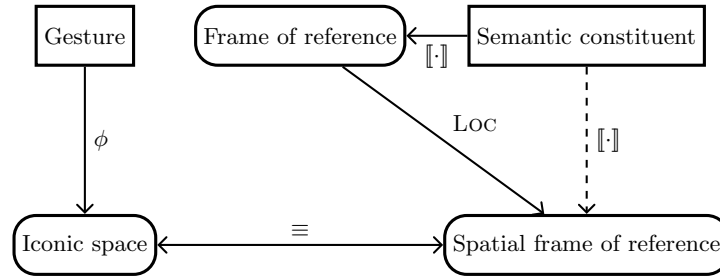 Gesture
Frame of reference
Semantic constituent
⟦·⟧
ϕ
LOC
⟦·⟧
Iconic space
≡
Spatial frame of reference